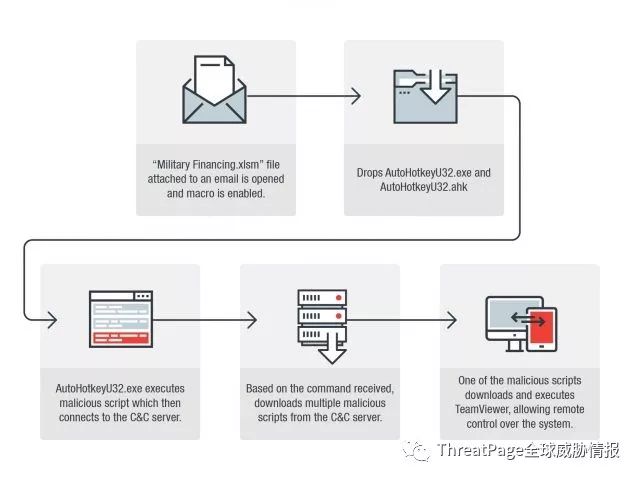 “Military Financing.xlsm” file
attached to an email is opened
and macro is enabled.
Drops AutoHotkeyU32.exe and
AutoHotkeyU32.ahk
AutoHotkeyU32.exe executes
malicious script which then
connects to the C&C server.
Based on the command received,
downloads multiple malicious
scripts from the C&C server.
One of the malicious scripts
downloads and executes
TeamViewer, allowing remote
control over the system.
ThreatPage全球威胁情报